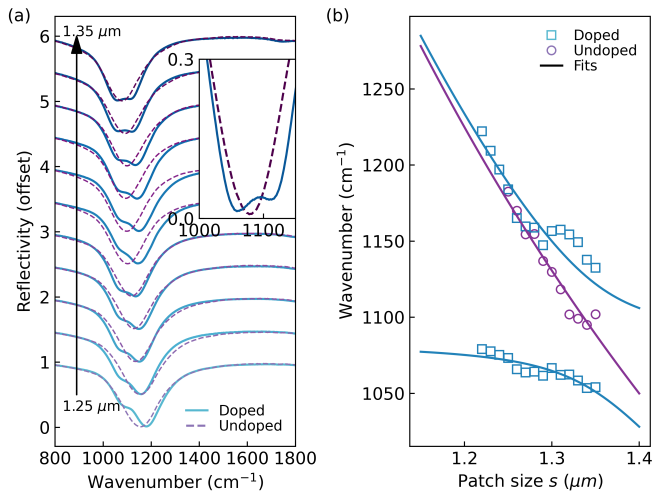 (a)
Reflectivity (offset)
6
5
4
3
2
1
0
1.35 μm
1.25 μm
0.3
0.0
1000
1100
Doped
Undoped
800
1000
1200
1400
1600
1800
Wavenumber (cm⁻¹)
(b)
Wavenumber (cm⁻¹)
1250
1200
1150
1100
1050
Doped
Undoped
Fits
1.2
1.3
1.4
Patch size s (μm)